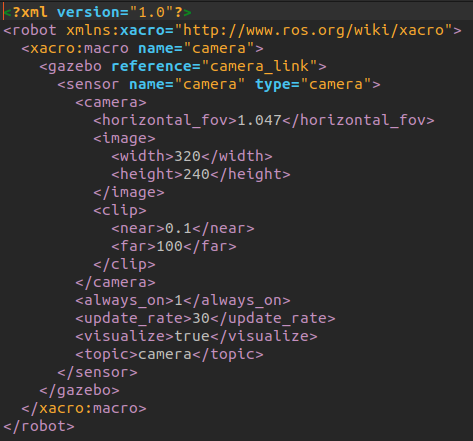 <?xml version="1.0"?>
<robot xmlns:xacro="http://www.ros.org/wiki/xacro">
  <xacro:macro name="camera">
    <gazebo reference="camera_link">
      <sensor name="camera" type="camera">
        <camera>
          <horizontal_fov>1.047</horizontal_fov>
          <image>
            <width>320</width>
            <height>240</height>
          </image>
          <clip>
            <near>0.1</near>
            <far>100</far>
          </clip>
        </camera>
        <always_on>1</always_on>
        <update_rate>30</update_rate>
        <visualize>true</visualize>
        <topic>camera</topic>
      </sensor>
    </gazebo>
  </xacro:macro>
</robot>